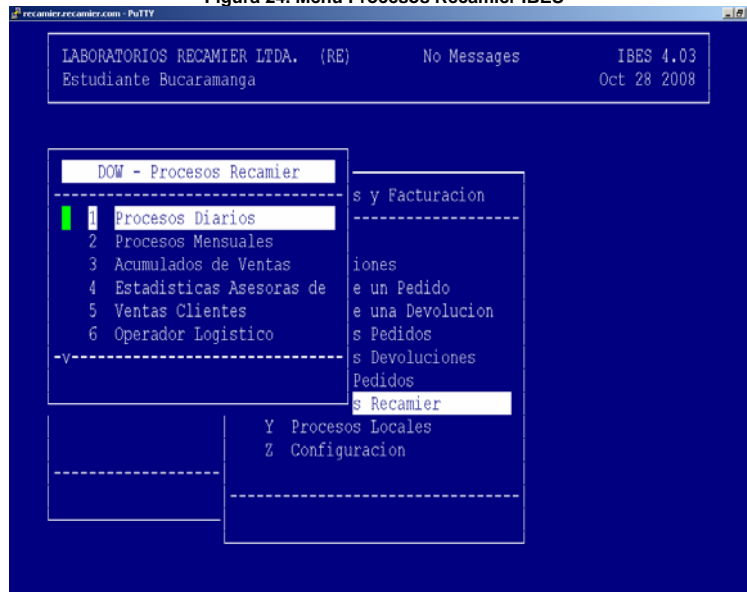 Figura 24. Menú Procesos Recamier IBES
recamier.recamier.com - PuTTY
LABORATORIOS RECAMIER LTDA. (RE) No Messages IBES 4.03
Estudiante Bucaramanga Oct 28 2008
DOW - Procesos Recamier
s y Facturacion
1 Procesos Diarios
2 Procesos Mensuales
3 Acumulados de Ventas iones
4 Estadisticas Asesoras de e un Pedido
5 Ventas Clientes e una Devolucion
6 Operador Logistico s Pedidos
-v- s Devoluciones
Pedidos
s Recamier
Y Procesos Locales
Z Configuracion